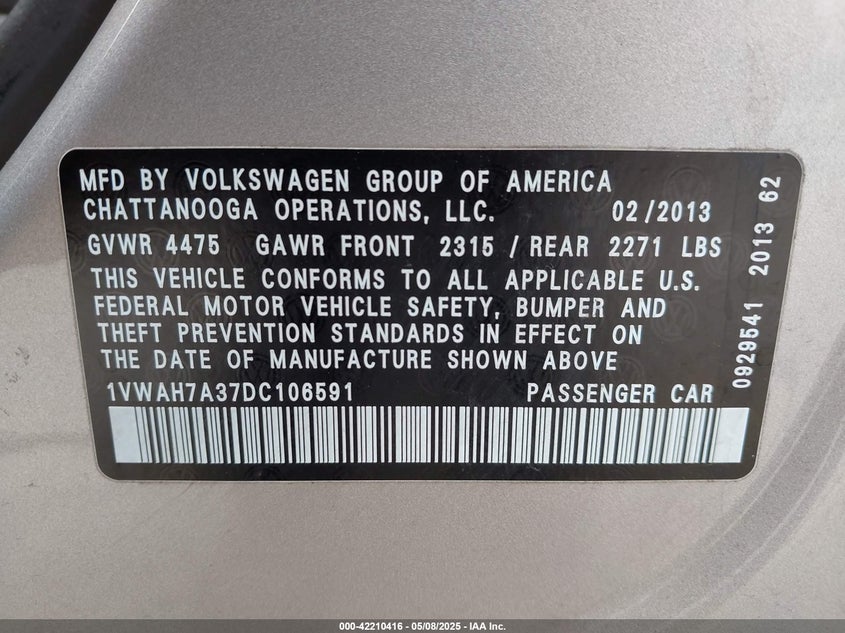 MFD BY VOLKSWAGEN GROUP OF AMERICA
CHATTANOOGA OPERATIONS, LLC. 02/2013
GVWR 4475 GAWR FRONT 2315 / REAR 2271 LBS
THIS VEHICLE CONFORMS TO ALL APPLICABLE U.S.
FEDERAL MOTOR VEHICLE SAFETY, BUMPER AND
THEFT PREVENTION STANDARDS IN EFFECT ON
THE DATE OF MANUFACTURE SHOWN ABOVE
1VWAH7A37DC106591 PASSENGER CAR
0929541 2013 62
000-42210416 - 05/08/2025 - IAA Inc.